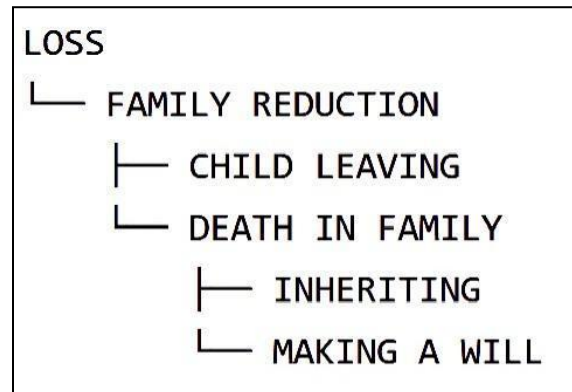 LOSS
└── FAMILY REDUCTION
├── CHILD LEAVING
└── DEATH IN FAMILY
├── INHERITING
└── MAKING A WILL